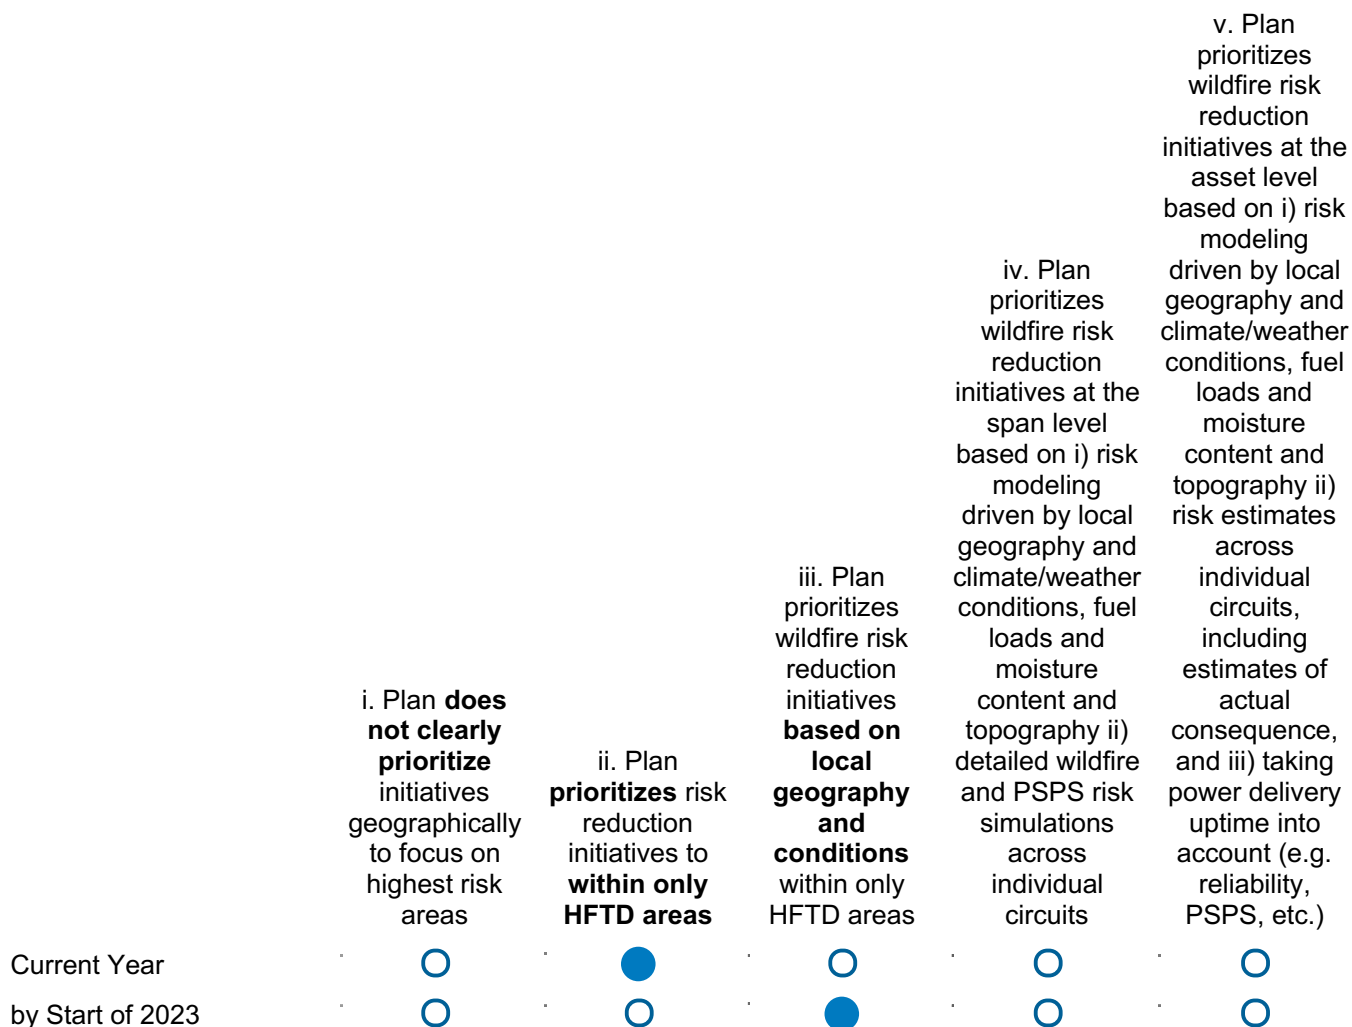 i. Plan does
not clearly
prioritize
initiatives
geographically
to focus on
highest risk
areas
ii. Plan
prioritizes risk
reduction
initiatives to
within only
HFTD areas
iii. Plan
prioritizes
wildfire risk
reduction
initiatives
based on
local
geography
and
conditions
within only
HFTD areas
iv. Plan
prioritizes
wildfire risk
reduction
initiatives at the
span level
based on i) risk
modeling
driven by local
geography and
climate/weather
conditions, fuel
loads and
moisture
content and
topography ii)
detailed wildfire
and PSPS risk
simulations
across
individual
circuits
v. Plan
prioritizes
wildfire risk
reduction
initiatives at the
asset level
based on i) risk
modeling
driven by local
geography and
climate/weather
conditions, fuel
loads and
moisture
content and
topography ii)
risk estimates
across
individual
circuits,
including
estimates of
actual
consequence,
and iii) taking
power delivery
uptime into
account (e.g.
reliability,
PSPS, etc.)
Current Year
by Start of 2023